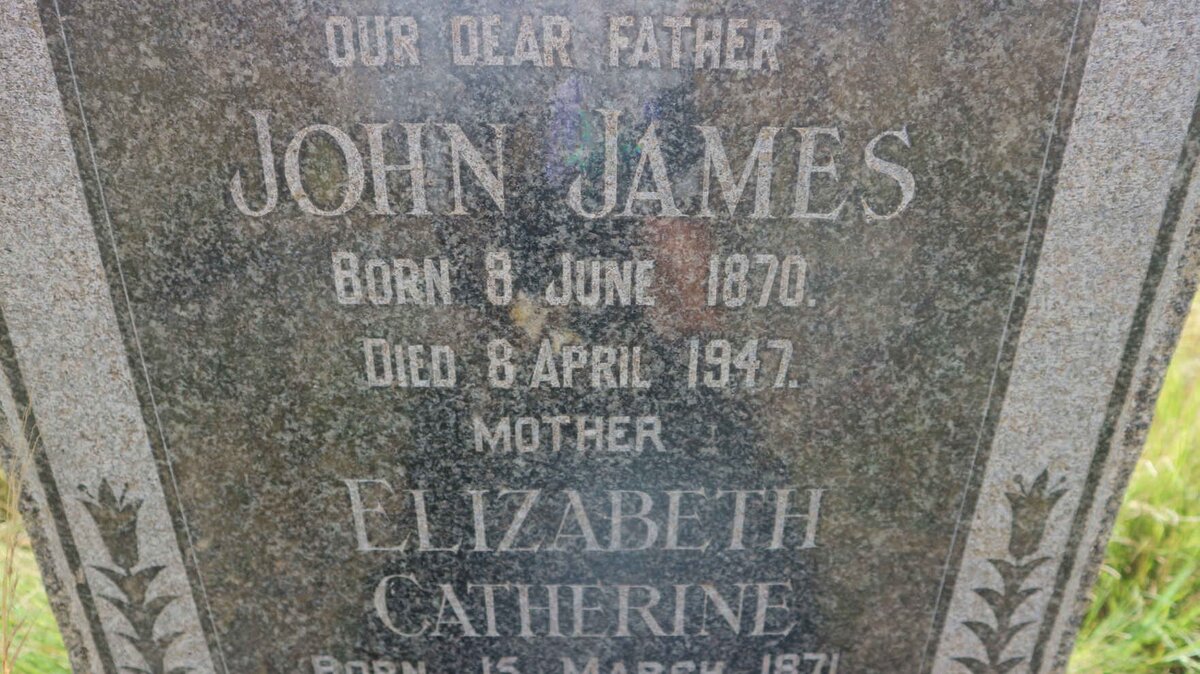 OUR DEAR FATHER
JOHN JAMES
BORN 8 JUNE 1870.
DIED 8 APRIL 1947.
MOTHER
ELIZABETH
CATHERINE
BORN 15 MARCH 1871